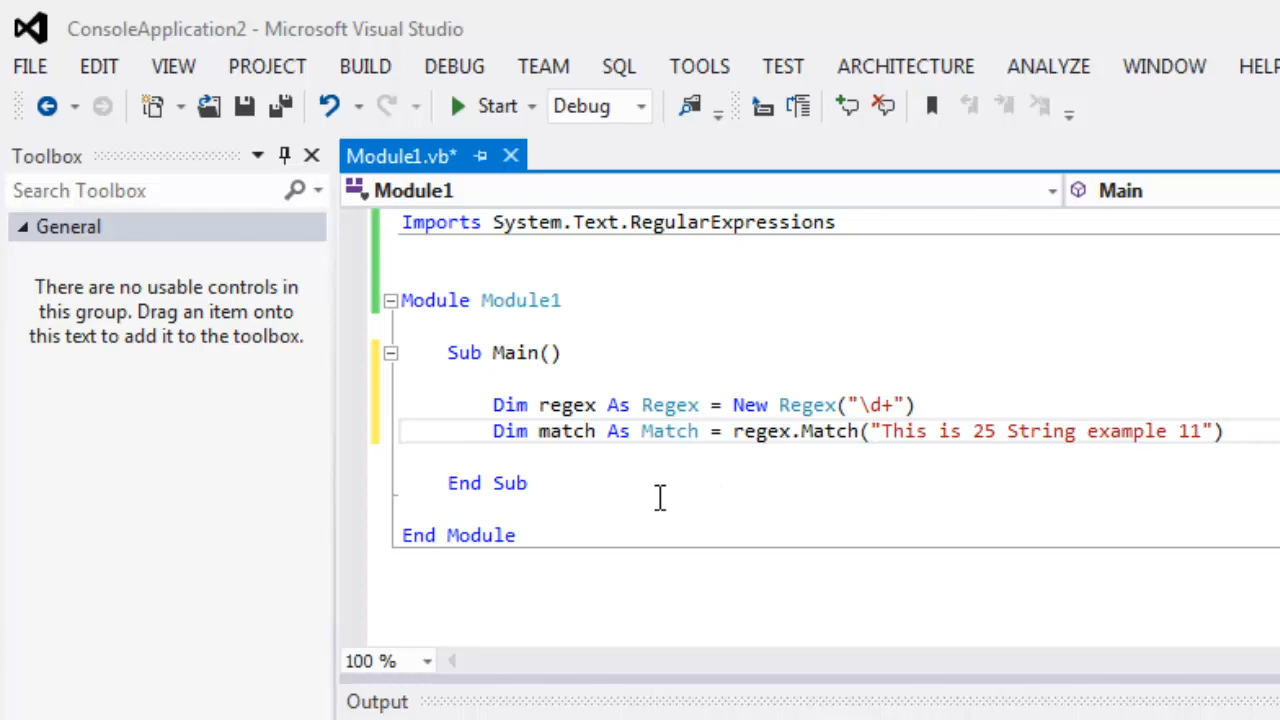 ConsoleApplication2 - Microsoft Visual Studio
FILE EDIT VIEW PROJECT BUILD DEBUG TEAM SQL TOOLS TEST ARCHITECTURE ANALYZE WINDOW HELP
Start Debug
Toolbox
Search Toolbox
General
There are no usable controls in
this group. Drag an item onto
this text to add it to the toolbox.
Module1.vb*
Module1 Main
Imports System.Text.RegularExpressions
Module Module1
Sub Main()
Dim regex As Regex = New Regex("\d+")
Dim match As Match = regex.Match("This is 25 String example 11")
End Sub
End Module
100 %
Output